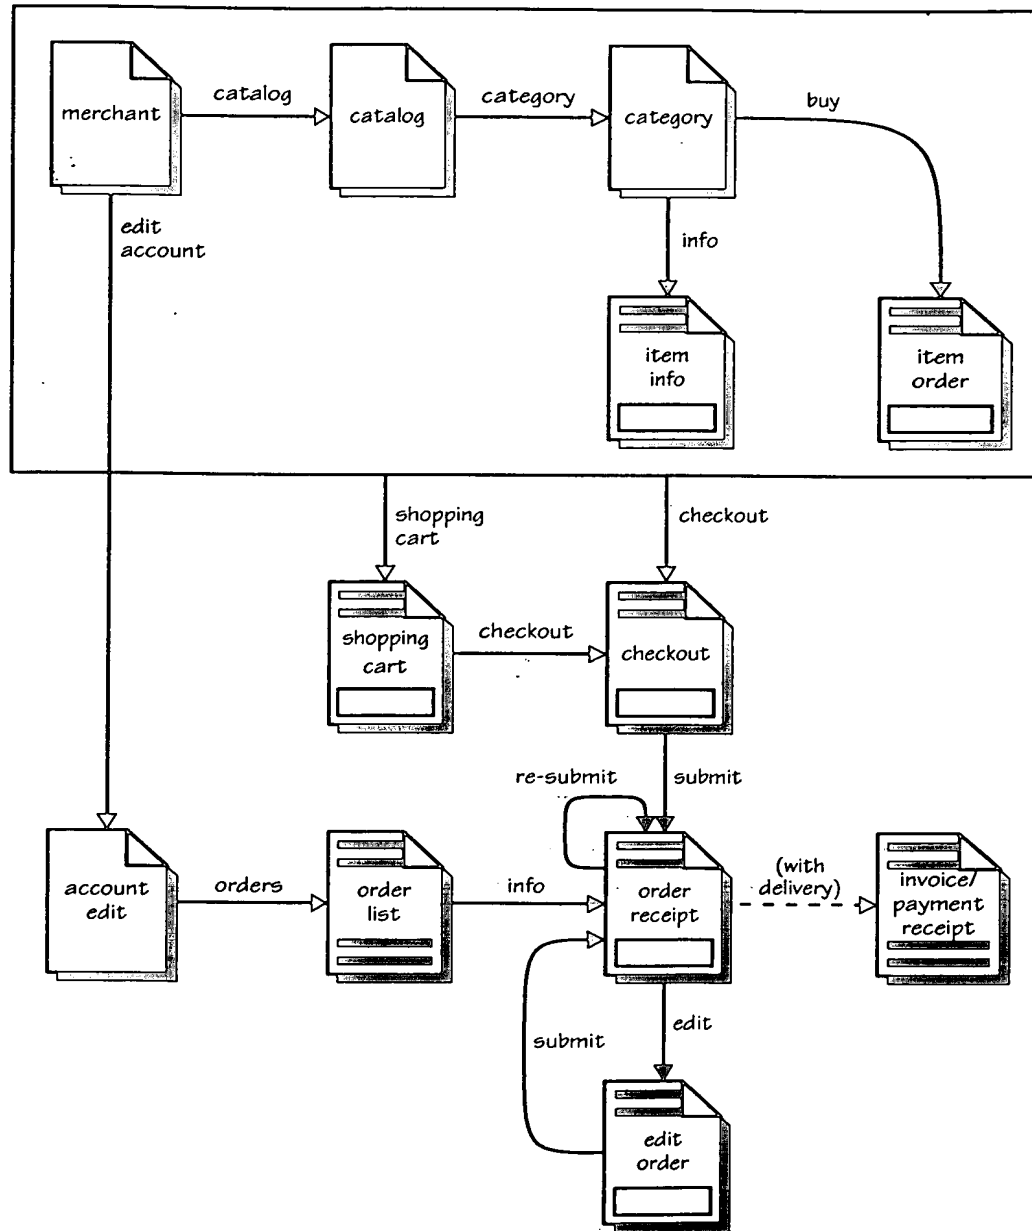 merchant
catalog
catalog
category
category
buy
edit
account
info
item
info
item
order
shopping
cart
checkout
shopping
cart
checkout
checkout
re-submit
submit
account
edit
orders
order
list
info
order
receipt
(with
delivery)
invoice/
payment
receipt
submit
edit
edit
order